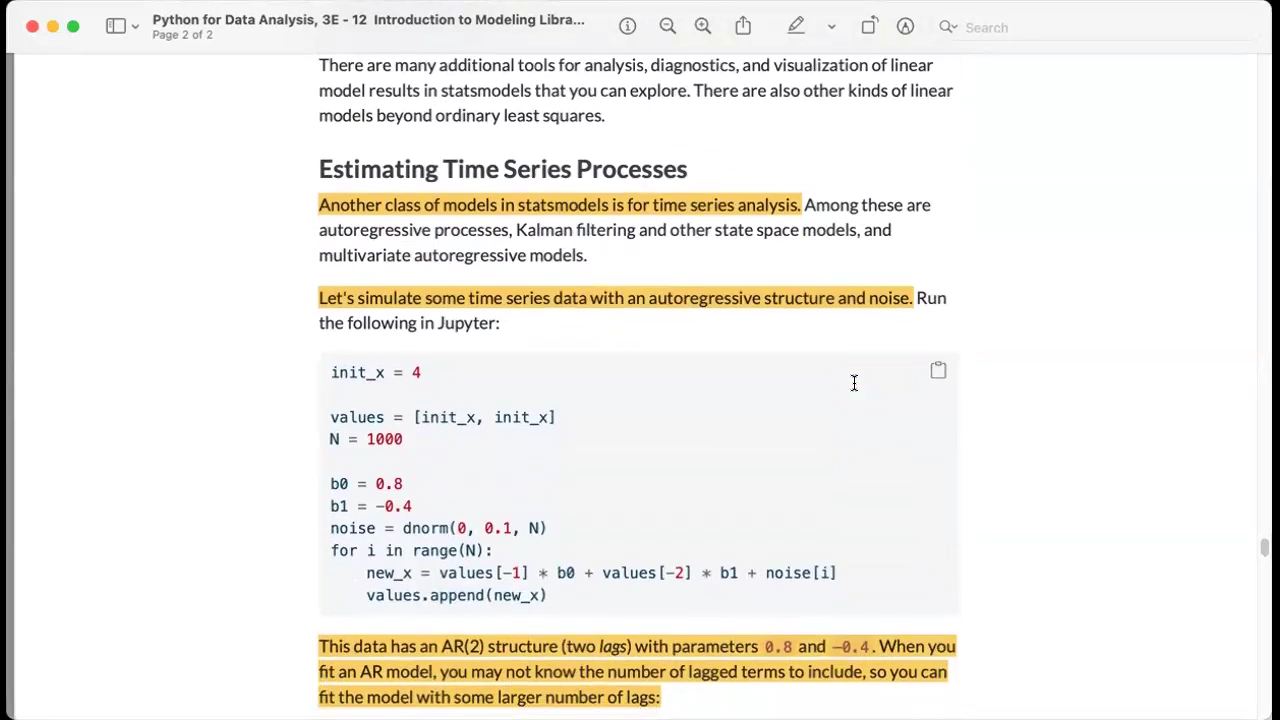 Python for Data Analysis, 3E - 12 Introduction to Modeling Libra...
Page 2 of 2
Search
There are many additional tools for analysis, diagnostics, and visualization of linear
model results in statsmodels that you can explore. There are also other kinds of linear
models beyond ordinary least squares.
Estimating Time Series Processes
Another class of models in statsmodels is for time series analysis. Among these are
autoregressive processes, Kalman filtering and other state space models, and
multivariate autoregressive models.
Let's simulate some time series data with an autoregressive structure and noise. Run
the following in Jupyter:
init_x = 4
values = [init_x, init_x]
N = 1000
b0 = 0.8
b1 = -0.4
noise = dnorm(0, 0.1, N)
for i in range(N):
    new_x = values[-1] * b0 + values[-2] * b1 + noise[i]
    values.append(new_x)
This data has an AR(2) structure (two lags) with parameters 0.8 and -0.4. When you
fit an AR model, you may not know the number of lagged terms to include, so you can
fit the model with some larger number of lags: